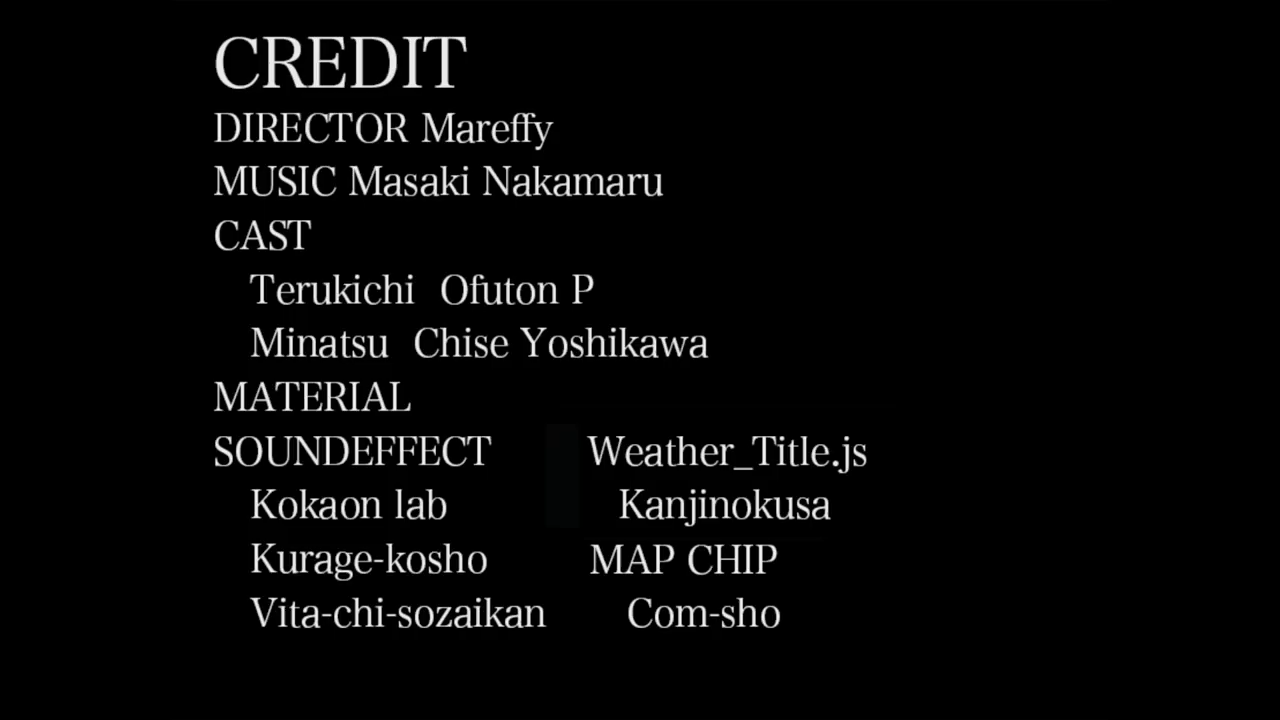 CREDIT
DIRECTOR Mareffy
MUSIC Masaki Nakamaru
CAST
Terukichi Ofuton P
Minatsu Chise Yoshikawa
MATERIAL
SOUNDEFFECT
Kokaon lab
Kurage-kosho
Vita-chi-sozaikan
Weather_Title.js
Kanjinokusa
MAP CHIP
Com-sho